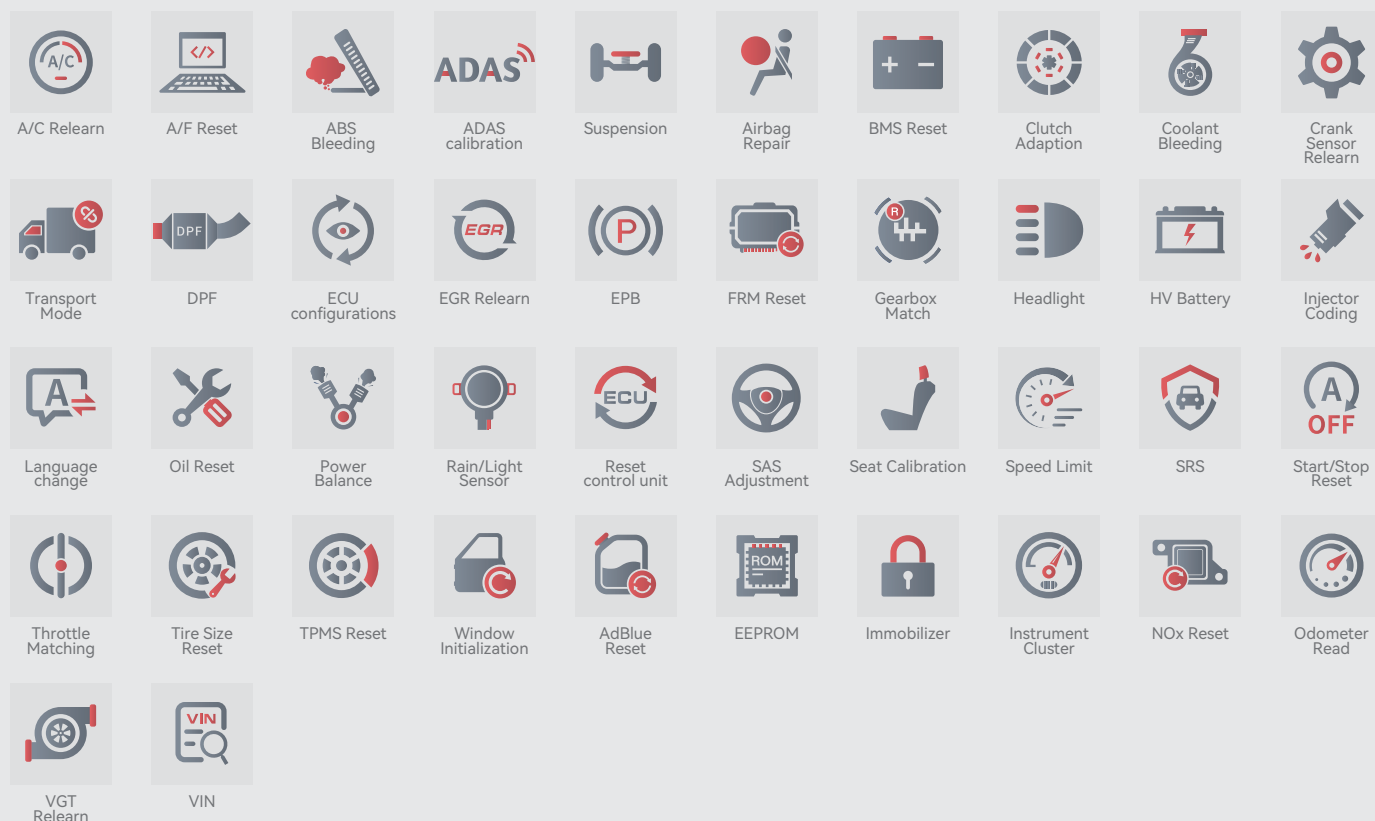 A/C
</>
ADAS
A/C Relearn
A/F Reset
ABS
Bleeding
ADAS
calibration
Suspension
Airbag
Repair
BMS Reset
Clutch
Adaption
Coolant
Bleeding
Crank
Sensor
Relearn
DPF
EGR
P
R
Transport
Mode
DPF
ECU
configurations
EGR Relearn
EPB
FRM Reset
Gearbox
Match
Headlight
HV Battery
Injector
Coding
A
ECU
A
OFF
Language
change
Oil Reset
Power
Balance
Rain/Light
Sensor
Reset
control unit
SAS
Adjustment
Seat Calibration
Speed Limit
SRS
Start/Stop
Reset
ROM
Throttle
Matching
Tire Size
Reset
TPMS Reset
Window
Initialization
AdBlue
Reset
EEPROM
Immobilizer
Instrument
Cluster
NOx Reset
Odometer
Read
VIN
VGT
Relearn
VIN